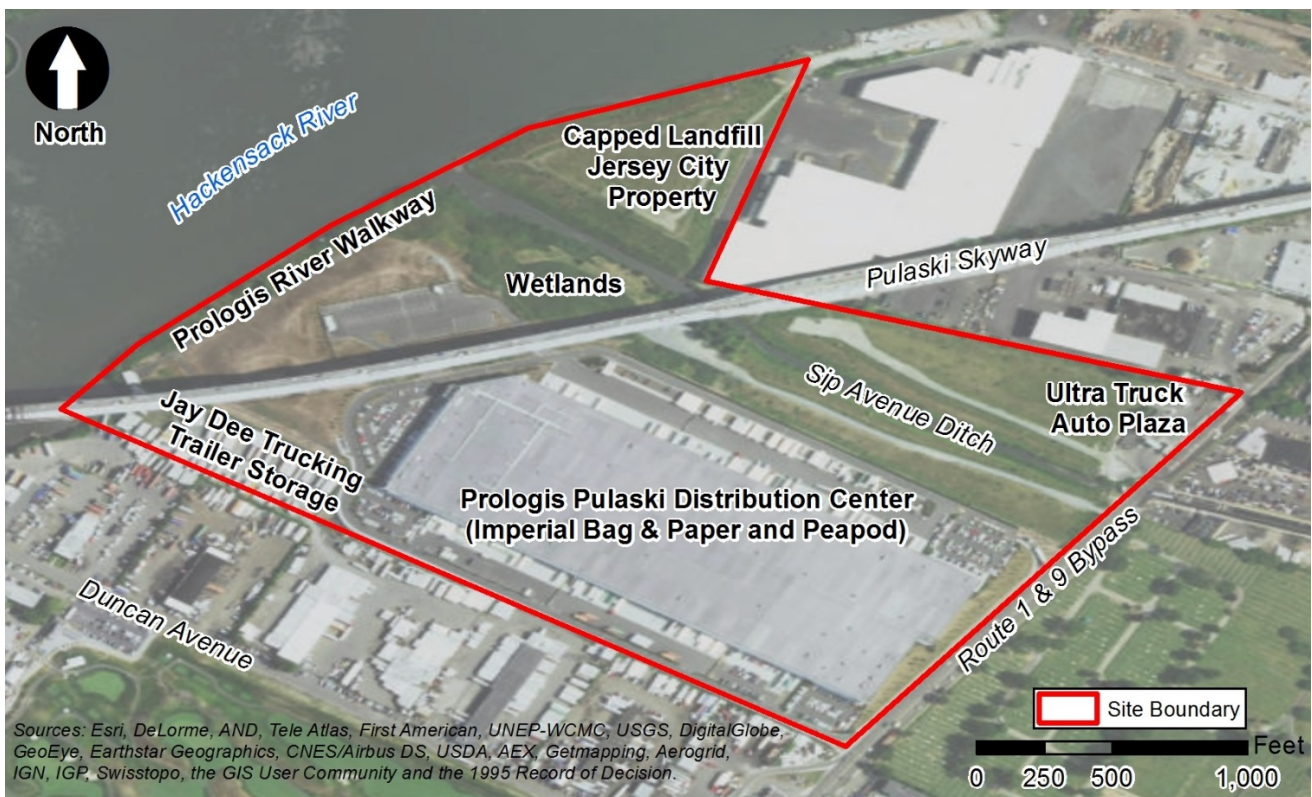 North
Hackensack River
Capped Landfill
Jersey City
Property
Prologis River Walkway
Wetlands
Pulaski Skyway
Sip Avenue Ditch
Ultra Truck
Auto Plaza
Jay Dee Trucking
Trailer Storage
Prologis Pulaski Distribution Center
(Imperial Bag & Paper and Peapod)
Route 1 & 9 Bypass
Duncan Avenue
Site Boundary
Feet
0 250 500 1,000
Sources: Esri, DeLorme, AND, Tele Atlas, First American, UNEP-WCMC, USGS, DigitalGlobe,
GeoEye, Earthstar Geographics, CNES/Airbus DS, USDA, AEX, Getmapping, Aerogrid,
IGN, IGP, Swisstopo, the GIS User Community and the 1995 Record of Decision.